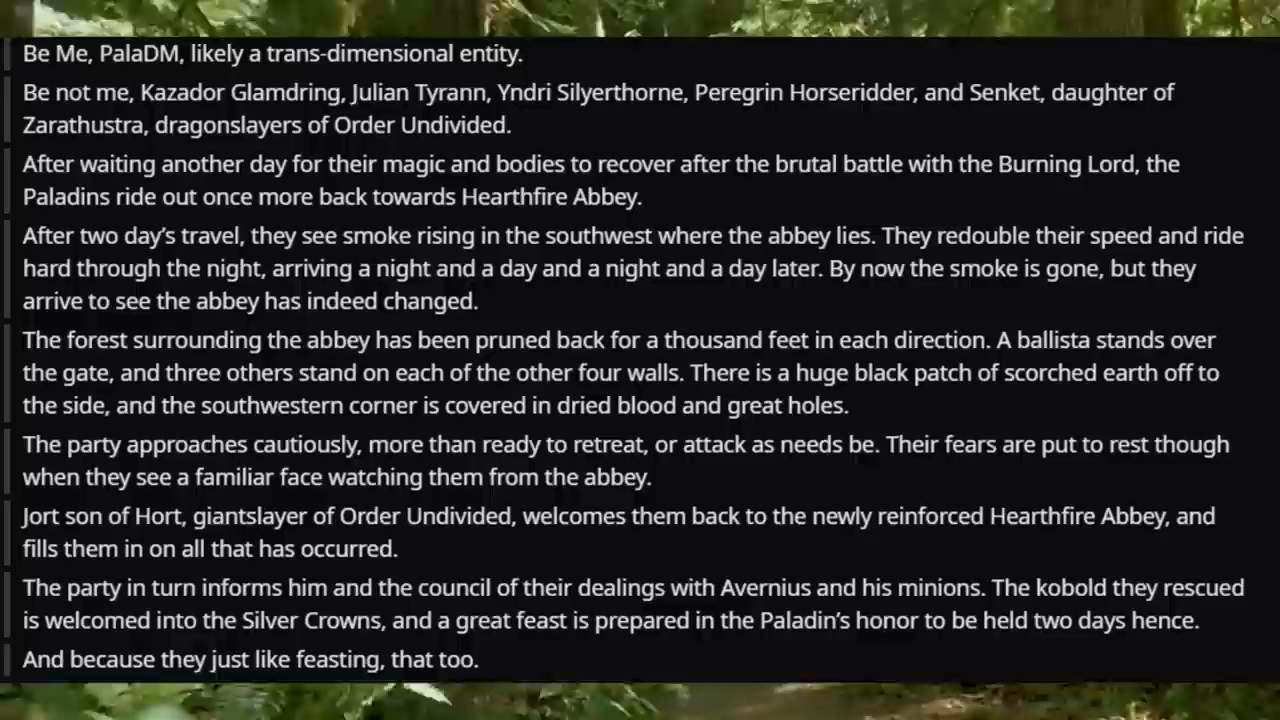 Be Me, PalaDM, likely a trans-dimensional entity.
Be not me, Kazador Glamdring, Julian Tyrann, Yndri Silyerthorne, Peregrin Horseridder, and Senket, daughter of
Zarathustra, dragonslayers of Order Undivided.
After waiting another day for their magic and bodies to recover after the brutal battle with the Burning Lord, the
Paladins ride out once more back towards Hearthfire Abbey.
After two day’s travel, they see smoke rising in the southwest where the abbey lies. They redouble their speed and ride
hard through the night, arriving a night and a day and a night and a day later. By now the smoke is gone, but they
arrive to see the abbey has indeed changed.
The forest surrounding the abbey has been pruned back for a thousand feet in each direction. A ballista stands over
the gate, and three others stand on each of the other four walls. There is a huge black patch of scorched earth off to
the side, and the southwestern corner is covered in dried blood and great holes.
The party approaches cautiously, more than ready to retreat, or attack as needs be. Their fears are put to rest though
when they see a familiar face watching them from the abbey.
Jort son of Hort, giantslayer of Order Undivided, welcomes them back to the newly reinforced Hearthfire Abbey, and
fills them in on all that has occurred.
The party in turn informs him and the council of their dealings with Avernius and his minions. The kobold they rescued
is welcomed into the Silver Crowns, and a great feast is prepared in the Paladin’s honor to be held two days hence.
And because they just like feasting, that too.